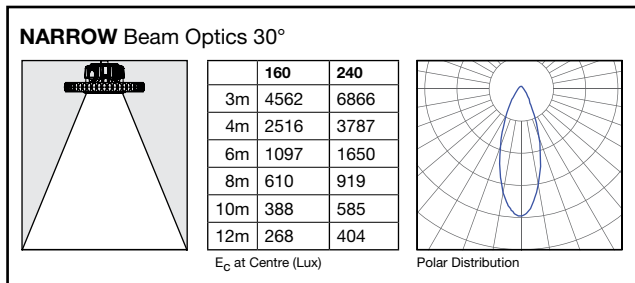 NARROW Beam Optics 30°
160 240
3m 4562 6866
4m 2516 3787
6m 1097 1650
8m 610 919
10m 388 585
12m 268 404
EC at Centre (Lux)
Polar Distribution